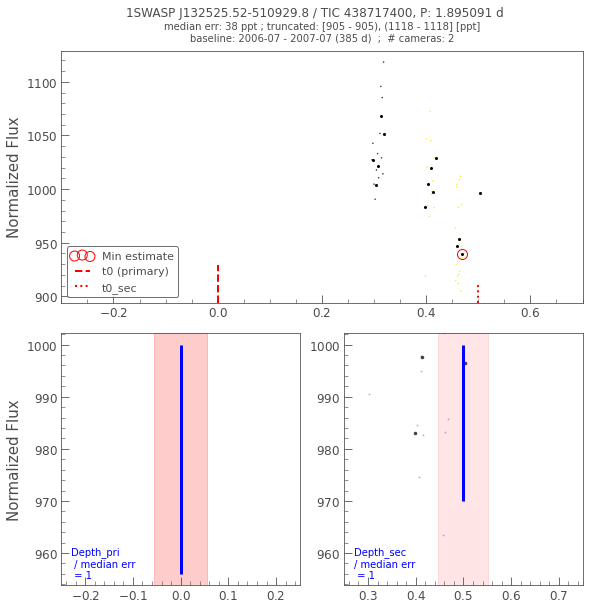 1SWASP J132525.52-510929.8 / TIC 438717400, P: 1.895091 d
median err: 38 ppt ; truncated: [905 - 905), (1118 - 1118] [ppt]
baseline: 2006-07 - 2007-07 (385 d)  ;  # cameras: 2
Normalized Flux
1100
1050
1000
950
900
Min estimate
t0 (primary)
t0_sec
−0.2
0.0
0.2
0.4
0.6
Normalized Flux
1000
990
980
970
960
Depth_pri
/ median err
= 1
−0.2
−0.1
0.0
0.1
0.2
1000
990
980
970
960
Depth_sec
/ median err
= 1
0.3
0.4
0.5
0.6
0.7